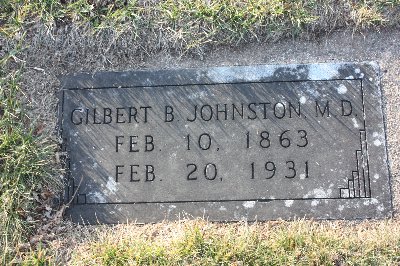 GILBERT B. JOHNSTON, M.D.
FEB. 10, 1863
FEB. 20, 1931